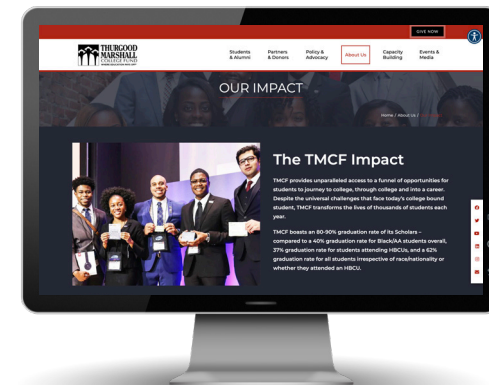 GIVE NOW
THURGOOD
MARSHALL
COLLEGE FUND
Students
& Alumni
Partners
& Donors
Policy &
Advocacy
About Us
Capacity
Building
Events &
Media
OUR IMPACT
Home / About Us /
The TMCF Impact
TMCF provides unparalleled access to a funnel of opportunities for
students to journey to college, through college and into a career.
Despite the universal challenges that face today's college bound
student, TMCF transforms the lives of thousands of students each
year.
TMCF boasts an 80-90% graduation rate of its Scholars –
compared to a 40% graduation rate for Black/AA students overall,
37% graduation rate for students attending HBCUs, and a 62%
graduation rate for all students irrespective of race/nationality or
whether they attended an HBCU.